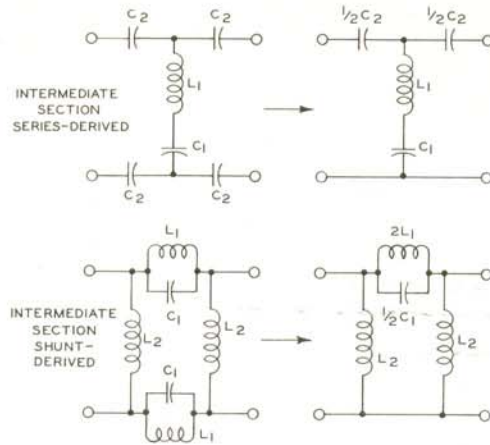 C2 C2 1/2C2 1/2C2
L1 L1
INTERMEDIATE
SECTION
SERIES-DERIVED
C1 C1
C2 C2
L1 2L1
C1 1/2C1
INTERMEDIATE
SECTION
SHUNT-
DERIVED
L2 L2 L2 L2
C1
L1